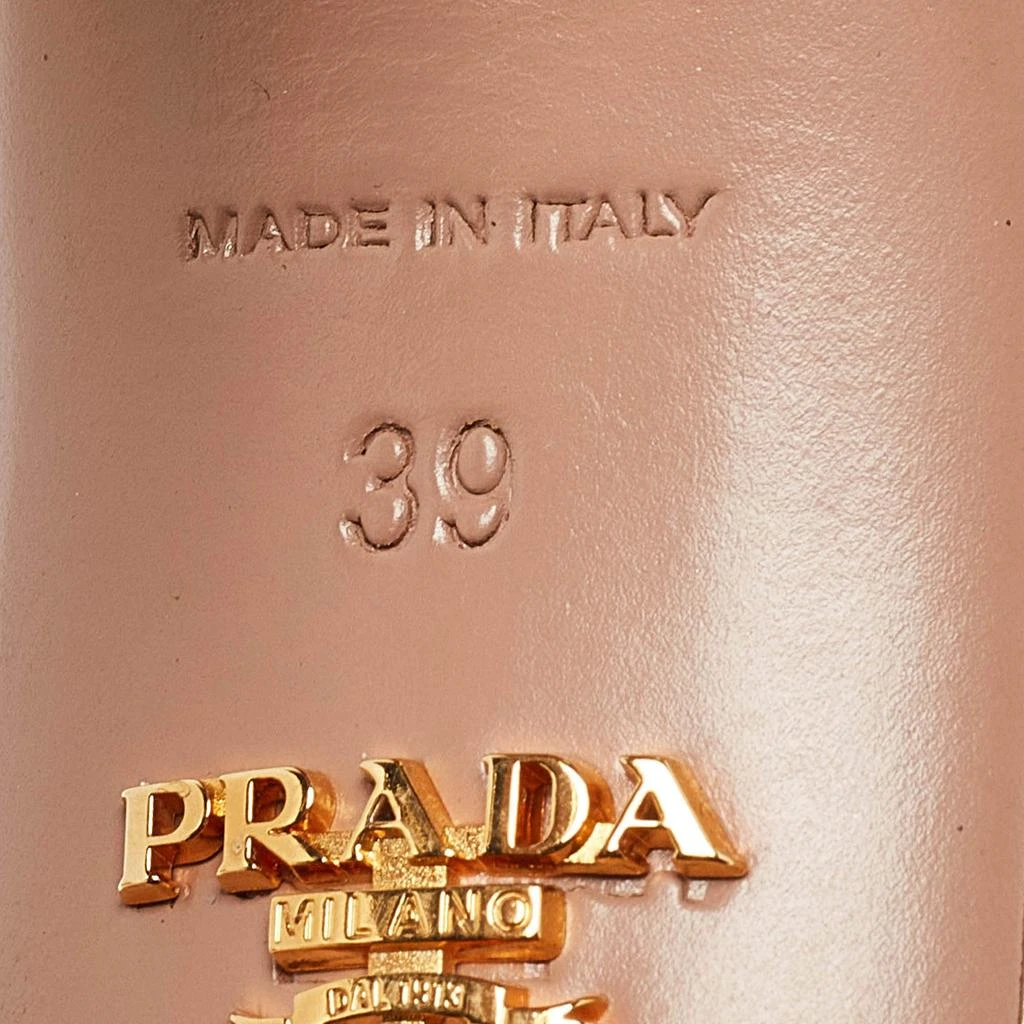 MADE IN ITALY
39
PRADA
MILANO
DAL 1913